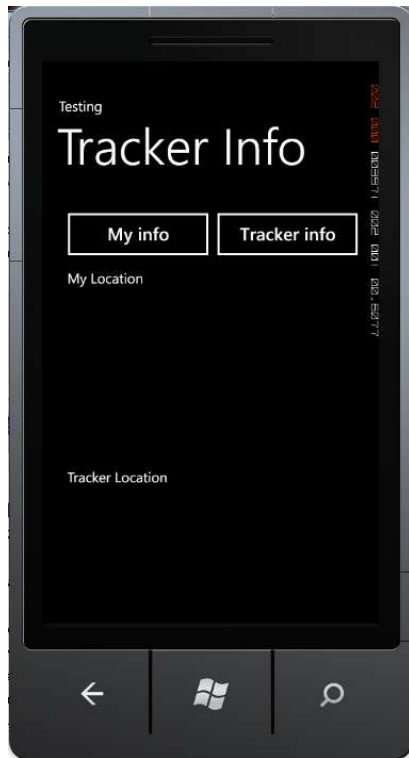 Testing
Tracker Info
My info Tracker info
My Location
Tracker Location